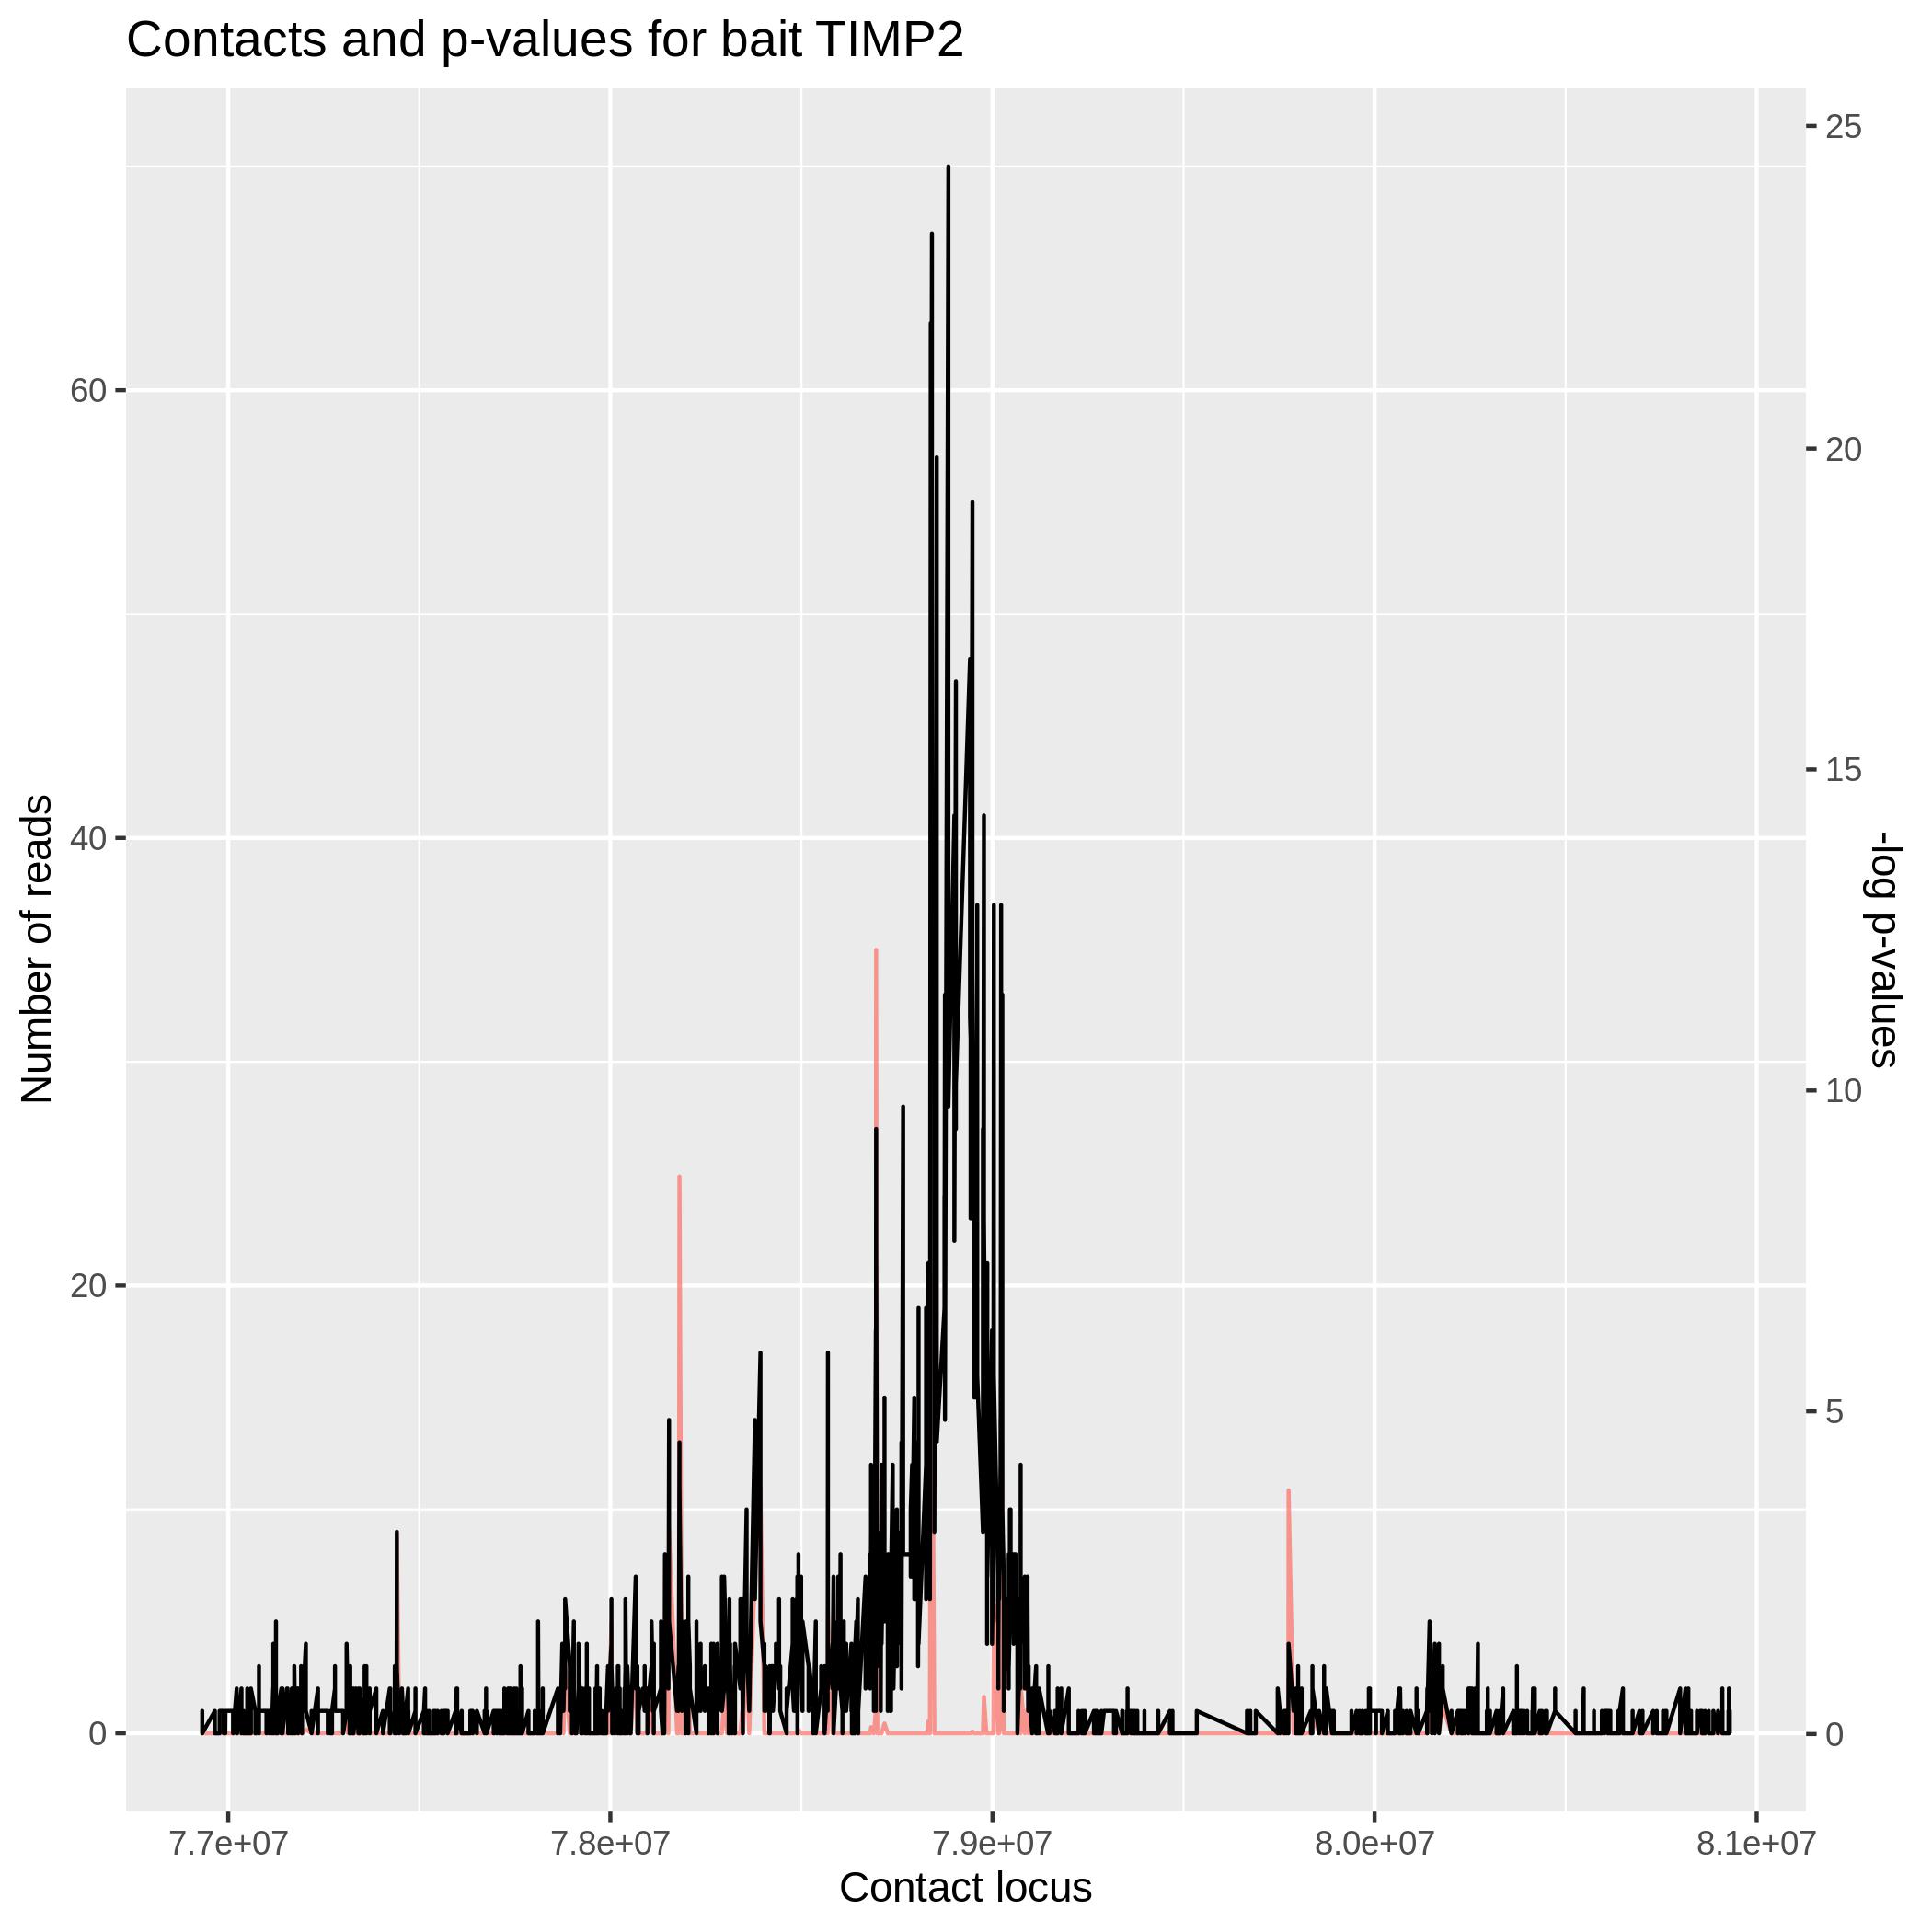 Contacts and p-values for bait TIMP2
Number of reads
60
40
20
0
25
20
15
10
5
0
-log p-values
7.7e+07
7.8e+07
7.9e+07
8.0e+07
8.1e+07
Contact locus